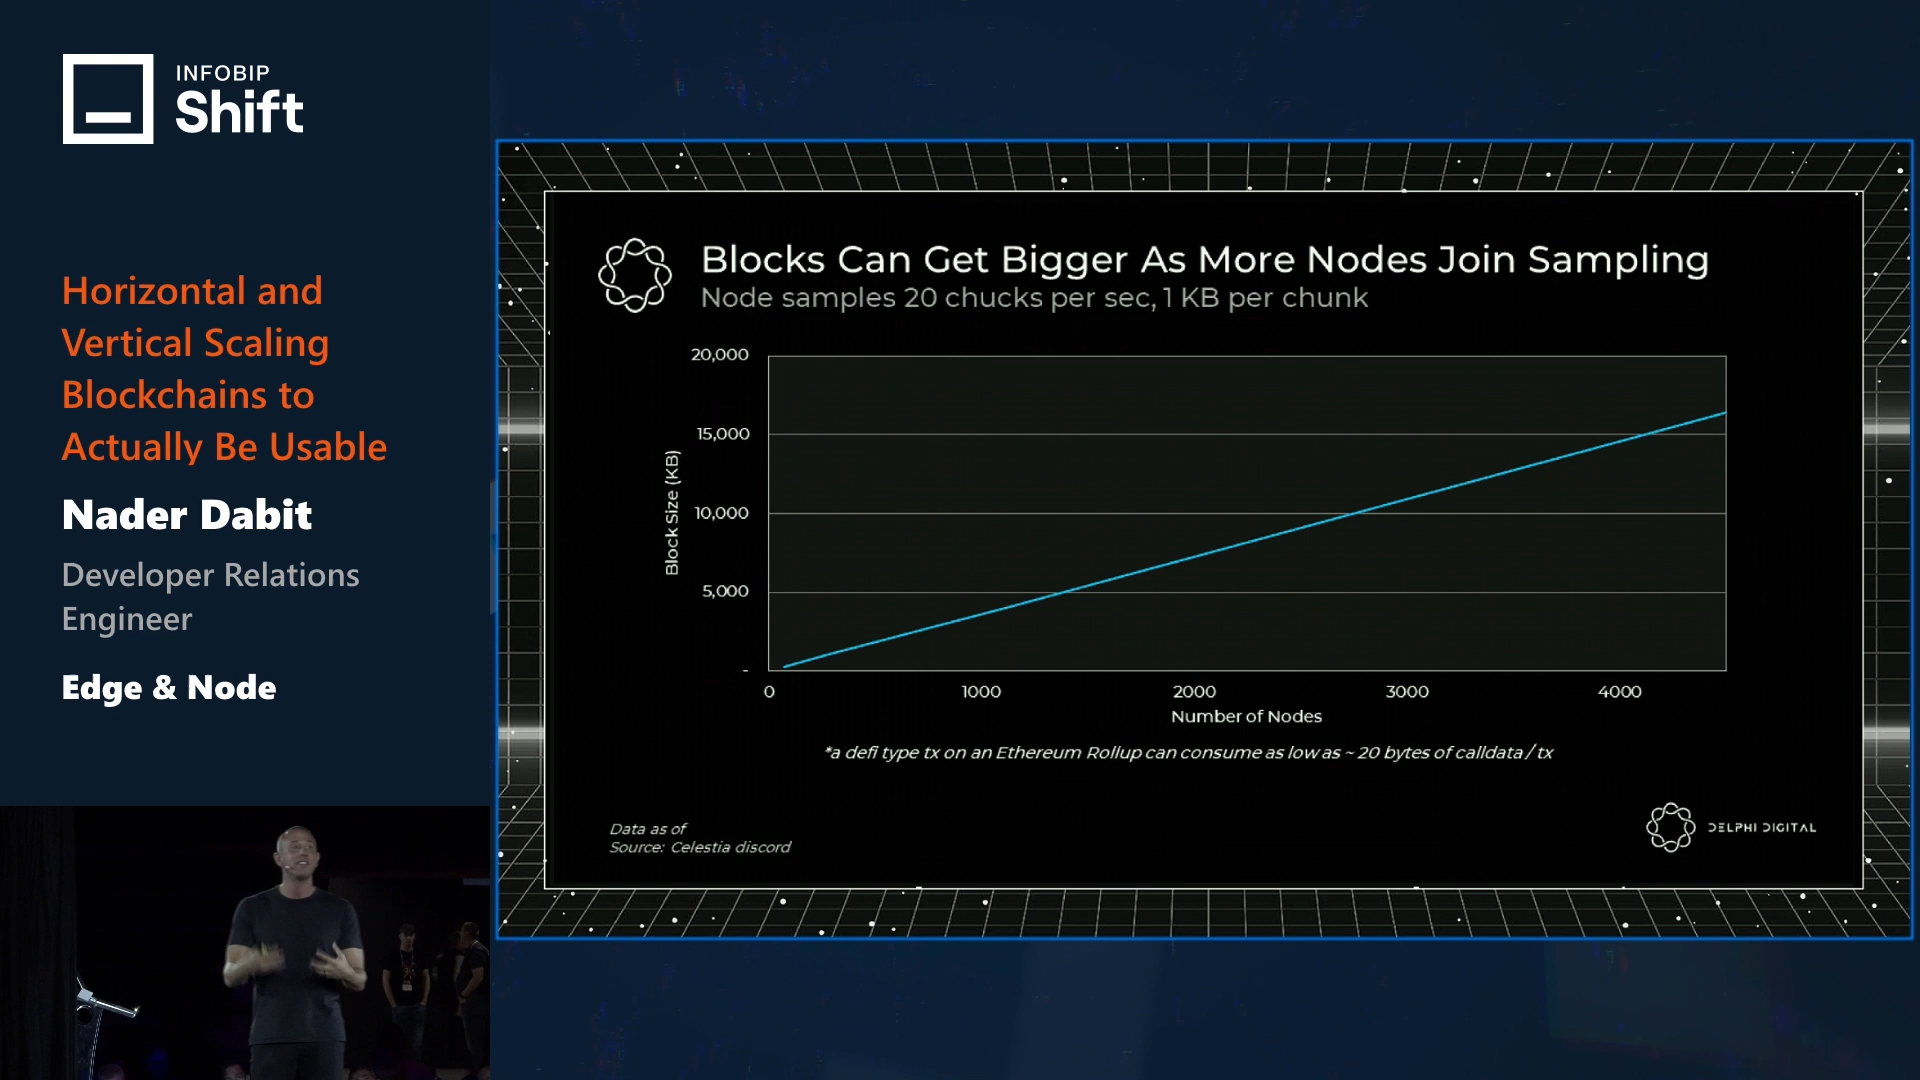 INFOBIP
Shift
Horizontal and
Vertical Scaling
Blockchains to
Actually Be Usable
Nader Dabit
Developer Relations
Engineer
Edge & Node
Blocks Can Get Bigger As More Nodes Join Sampling
Node samples 20 chucks per sec, 1 KB per chunk
Block Size (KB)
20,000
15,000
10,000
5,000
-
0 1000 2000 3000 4000
Number of Nodes
*a defi type tx on an Ethereum Rollup can consume as low as ~ 20 bytes of calldata / tx
Data as of
Source: Celestia discord
DELPHI DIGITAL